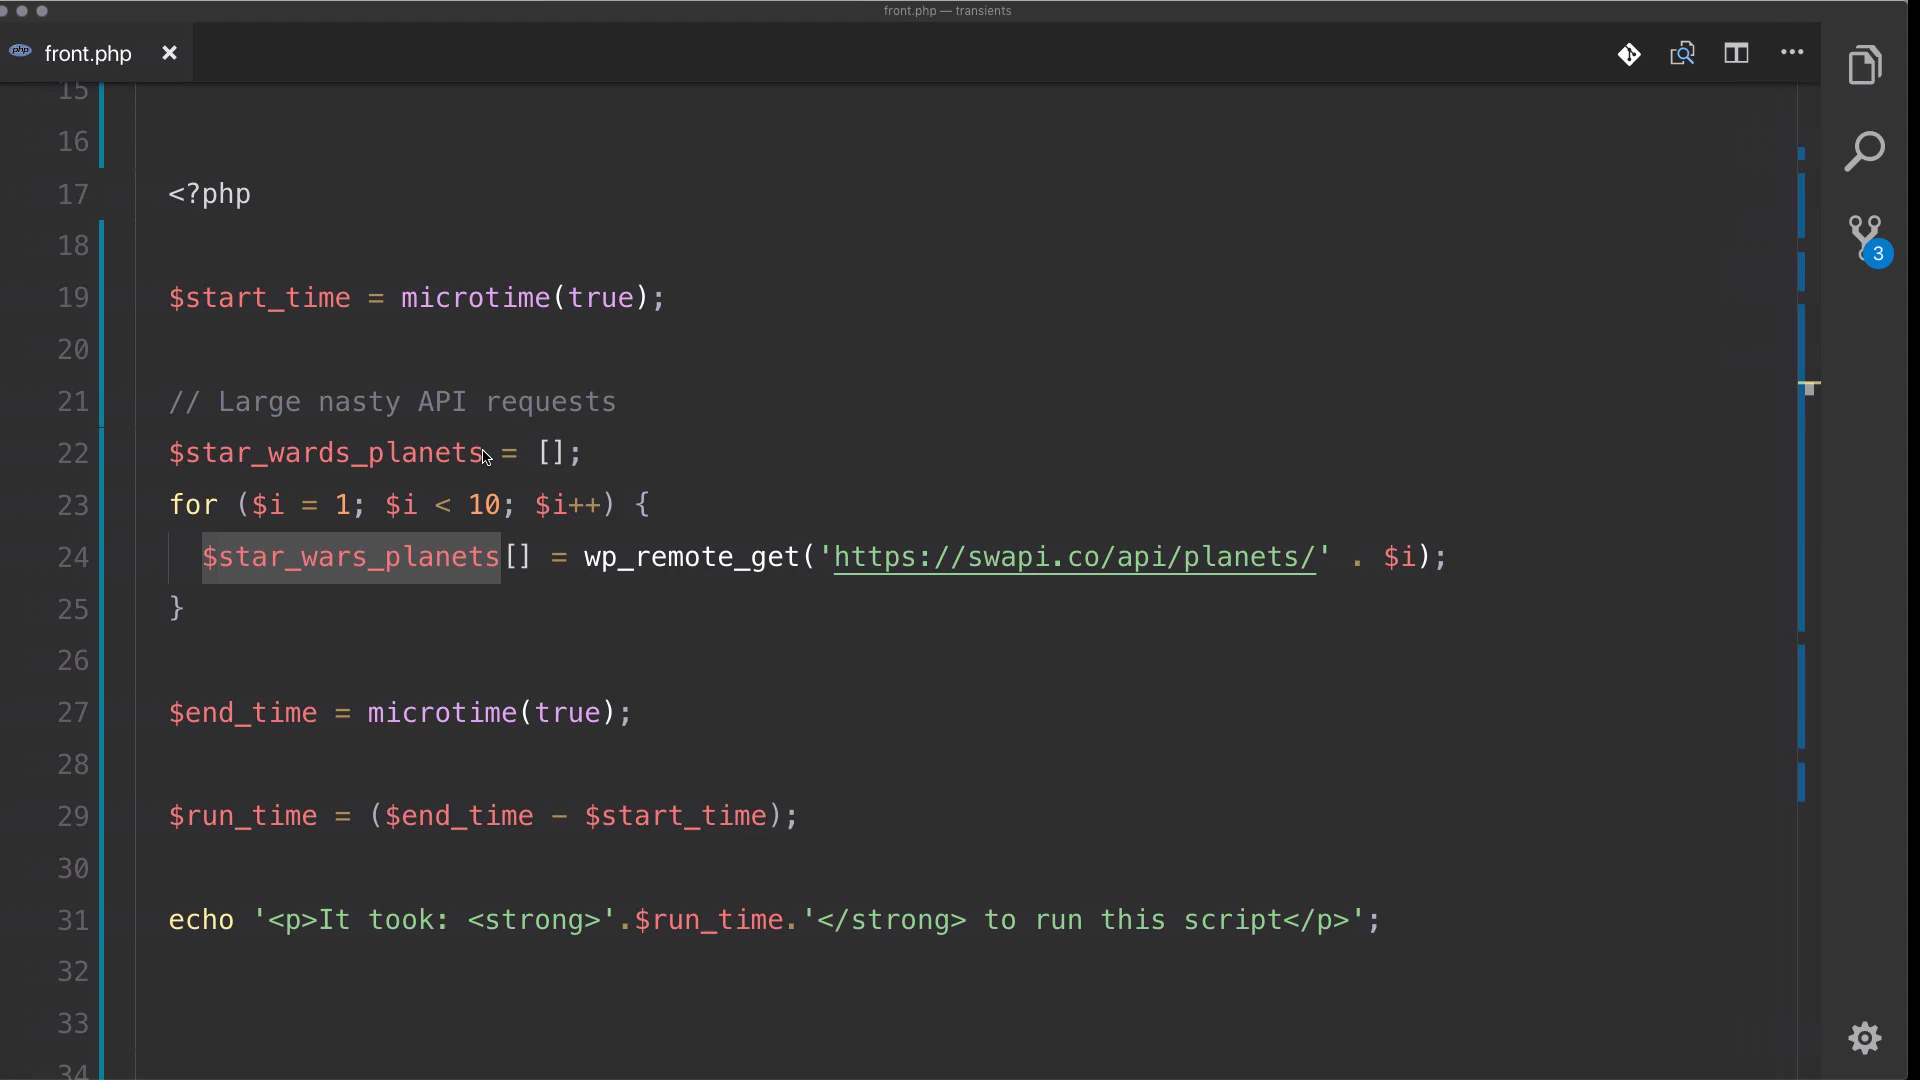 front.php — transients
php front.php
15
16
17 <?php
18
19 $start_time = microtime(true);
20
21 // Large nasty API requests
22 $star_wards_planets = [];
23 for ($i = 1; $i < 10; $i++) {
24 $star_wars_planets[] = wp_remote_get('https://swapi.co/api/planets/' . $i);
25 }
26
27 $end_time = microtime(true);
28
29 $run_time = ($end_time - $start_time);
30
31 echo '<p>It took: <strong>'.$run_time.'</strong> to run this script</p>';
32
33
34
3